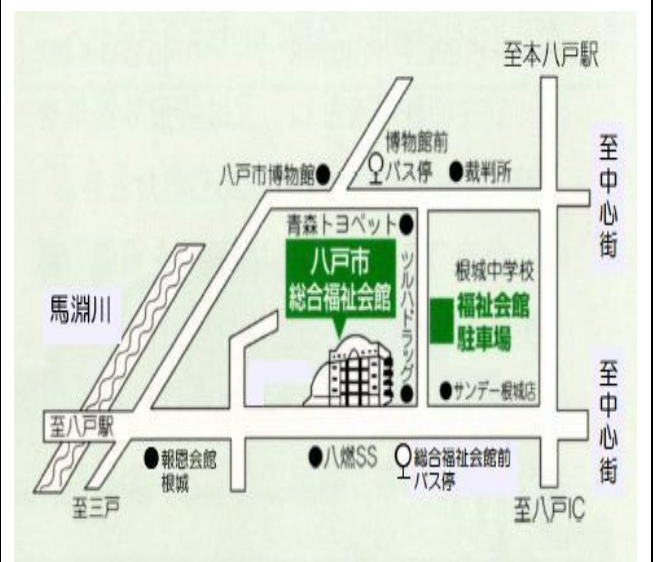 至本八戸駅
博物館前
バス停
裁判所
八戸市博物館
至中心街
青森トヨペット
八戸市
総合福祉会館
ツルハドラッグ
根城中学校
福祉会館
駐車場
馬淵川
サンデー根城店
至中心街
至八戸駅
報恩会館
根城
八燃SS
総合福祉会館前
バス停
至三戸
至八戸IC